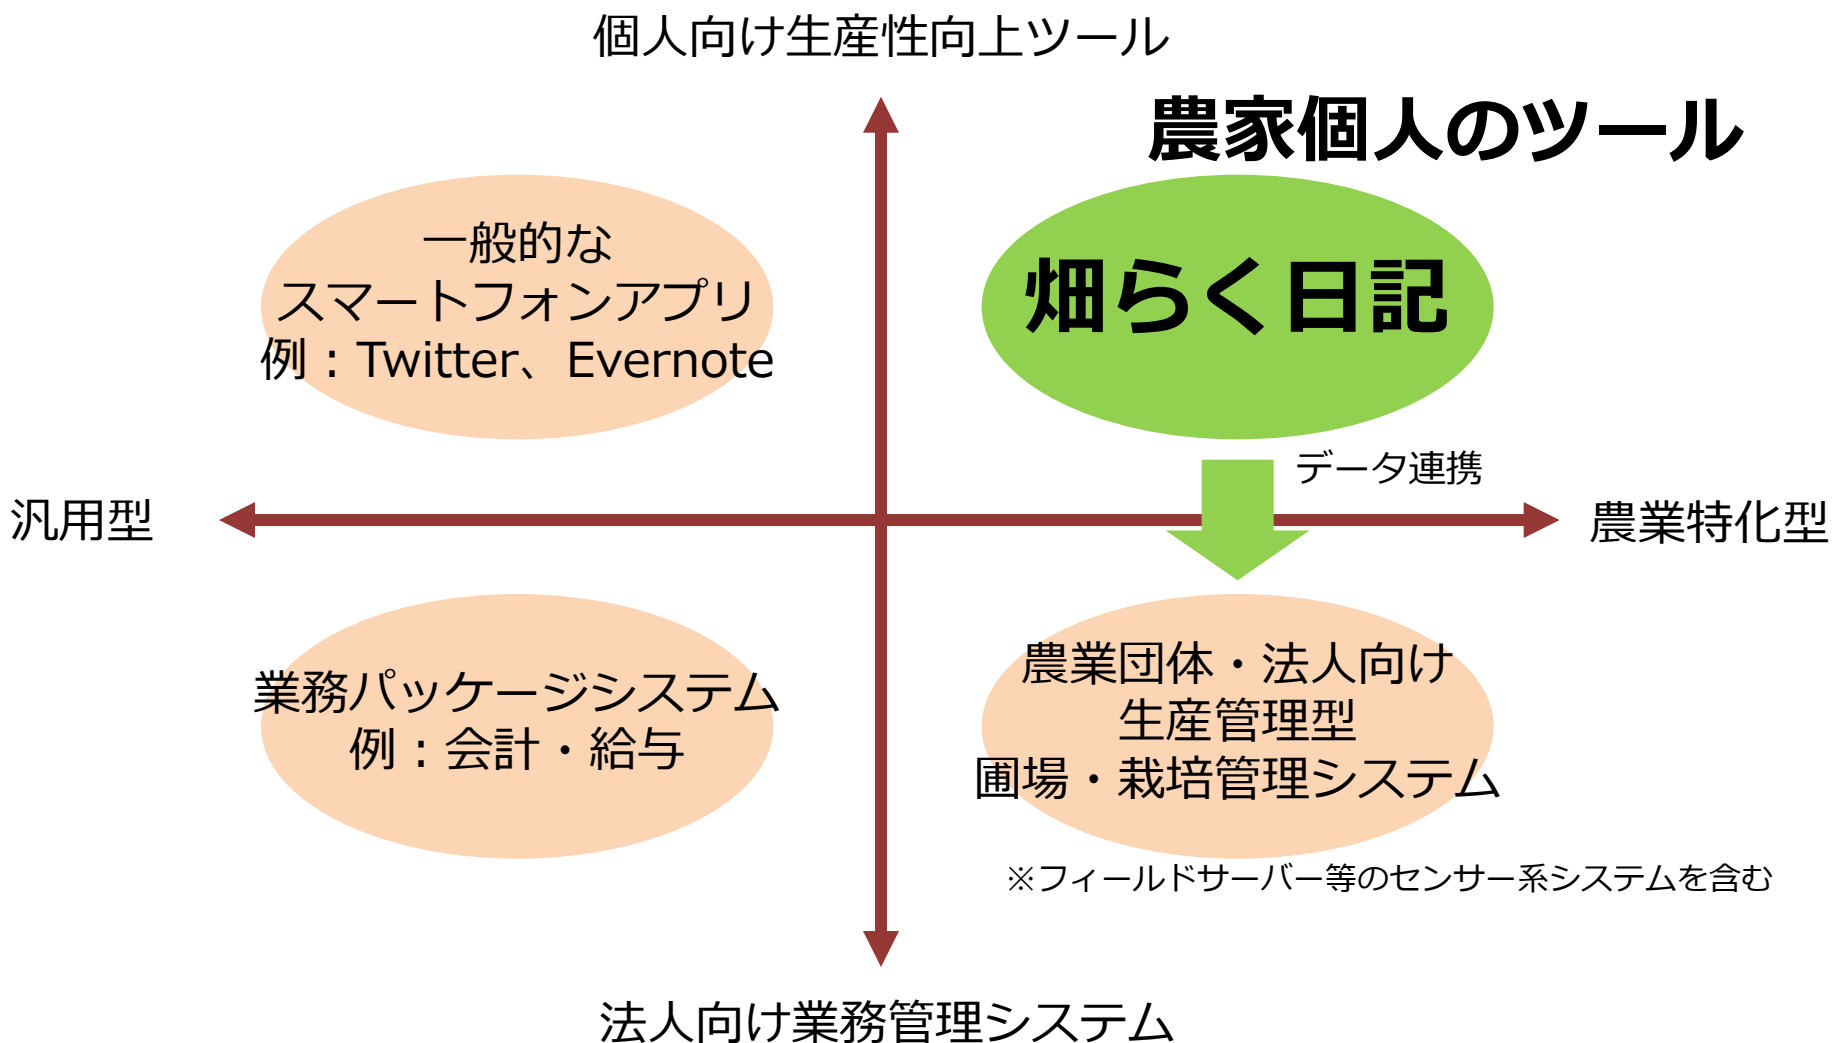 個人向け生産性向上ツール
農家個人のツール
一般的な
スマートフォンアプリ
例：Twitter、Evernote
畑らく日記
データ連携
汎用型
農業特化型
業務パッケージシステム
例：会計・給与
農業団体・法人向け
生産管理型
圃場・栽培管理システム
※フィールドサーバー等のセンサー系システムを含む
法人向け業務管理システム